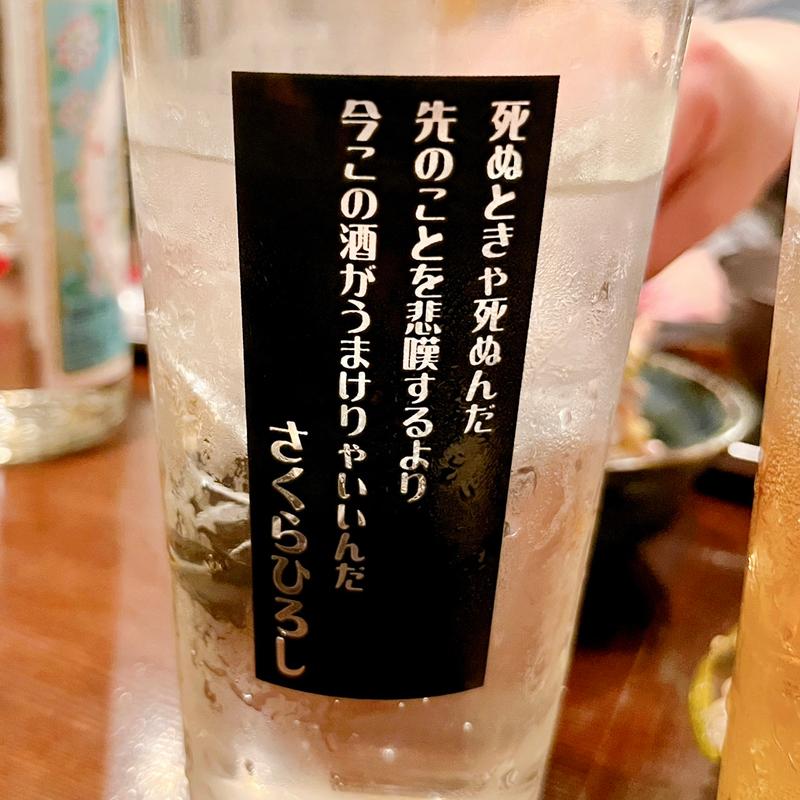 死ぬときゃ死ぬんだ
先のことを悲嘆するより
今この酒がうまけりゃいいんだ
さくらひろし